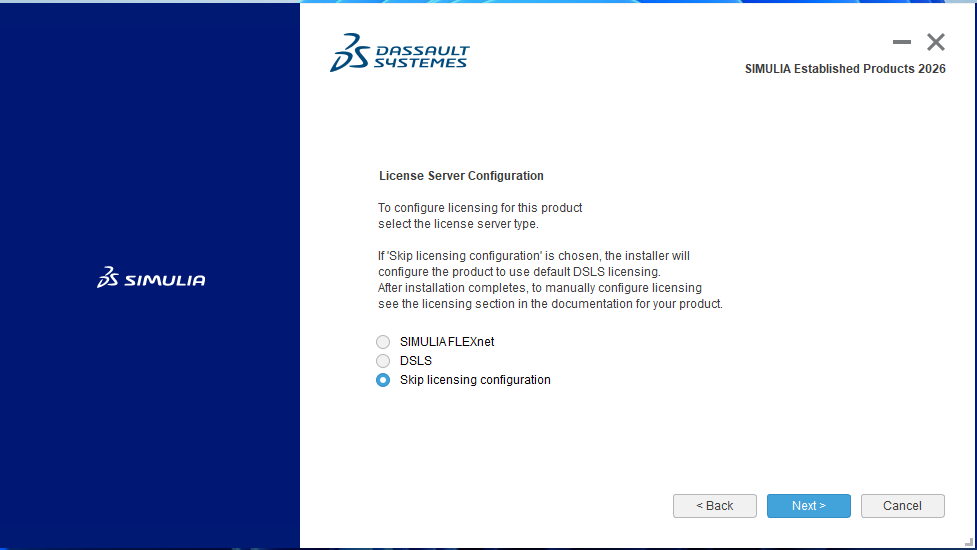 DASSAULT
SYSTEMES
SIMULIA Established Products 2026
License Server Configuration
To configure licensing for this product
select the license server type.
If 'Skip licensing configuration' is chosen, the installer will
configure the product to use default DSLS licensing.
After installation completes, to manually configure licensing
see the licensing section in the documentation for your product.
SIMULIA
SIMULIA FLEXnet
DSLS
Skip licensing configuration
< Back
Next >
Cancel